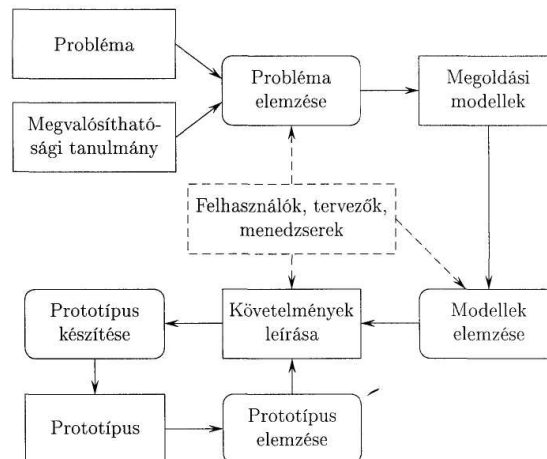 Probléma
Megvalósítható-
sági tanulmány
Probléma
elemzése
Megoldási
modellek
Felhasználók, tervezők,
menedzserek
Prototípus
készítése
Követelmények
leírása
Modellek
elemzése
Prototípus
Prototípus
elemzése